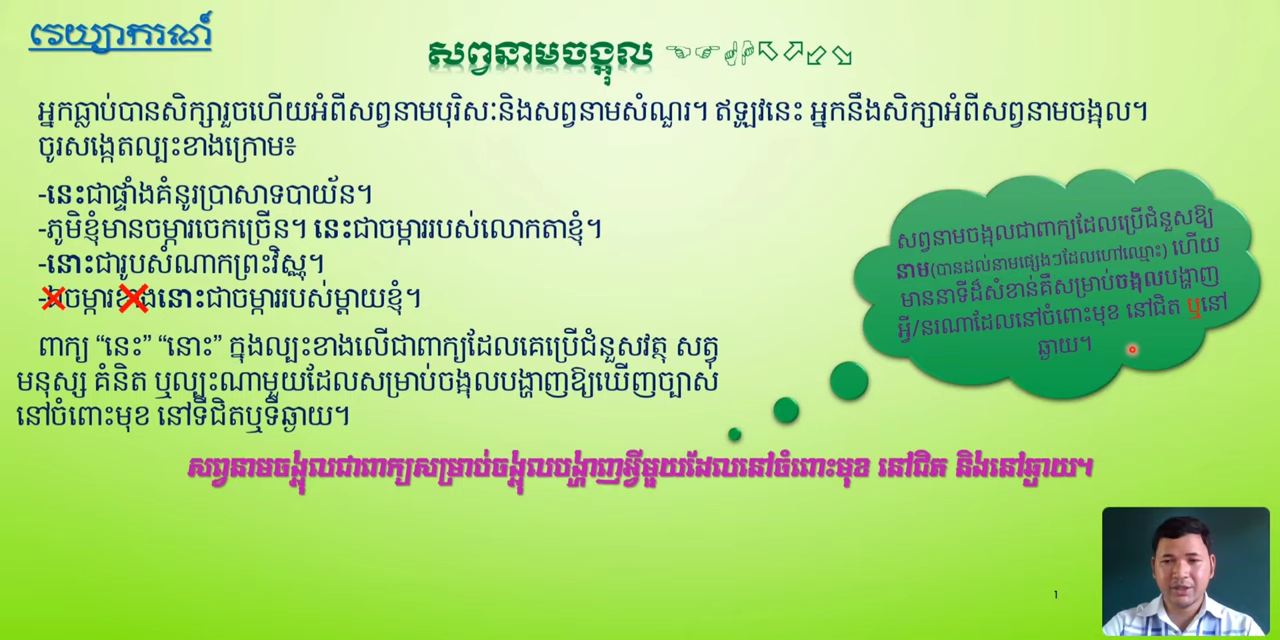 វេយ្យាករណ៍
សព្វនាមចង្អុល
អ្នកធ្លាប់បានសិក្សារួចហើយអំពីសព្វនាមបុរិសៈនិងសព្វនាមសំណួរ។ ឥឡូវនេះ អ្នកនឹងសិក្សាអំពីសព្វនាមចង្អុល។
ចូរសង្កេតល្បះខាងក្រោម៖
-នេះជាផ្ទាំងគំនូរប្រាសាទបាយ័ន។
-ភូមិខ្ញុំមានចម្ការចេកច្រើន។ នេះជាចម្ការរបស់លោកតាខ្ញុំ។
-នោះជារូបសំណាកព្រះវិស្ណុ។
ចម្ការខាងនោះជាចម្ការរបស់ម្ដាយខ្ញុំ។
ពាក្យ “នេះ” “នោះ” ក្នុងល្បះខាងលើជាពាក្យដែលគេប្រើជំនួសវត្ថុ សត្វ
មនុស្ស គំនិត ឬល្បះណាមួយដែលសម្រាប់ចង្អុលបង្ហាញឱ្យឃើញច្បាស់
នៅចំពោះមុខ នៅទីជិតឬទីឆ្ងាយ។
សព្វនាមចង្អុលជាពាក្យដែលប្រើជំនួសឱ្យ
នាម(បានដល់នាមផ្សេងៗដែលហៅឈ្មោះ) ហើយ
មាននាទីដ៏សំខាន់គឺសម្រាប់ចង្អុលបង្ហាញ
អ្វី/នរណាដែលនៅចំពោះមុខ នៅជិត ឬនៅ
ឆ្ងាយ។
សព្វនាមចង្អុលជាពាក្យសម្រាប់ចង្អុលបង្ហាញអ្វីមួយដែលនៅចំពោះមុខ នៅជិត និងនៅឆ្ងាយ។
1